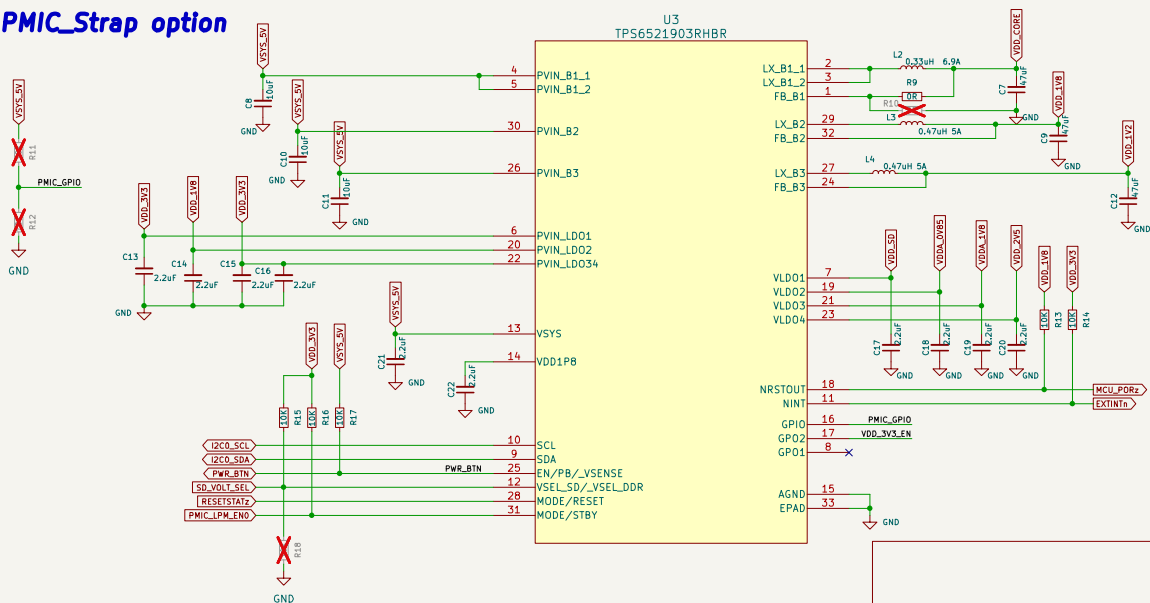 PMIC_Strap option
U3
TPS6521903RHBR
VSYS_5V
R11
PMIC_GPIO
R12
GND
VSYS_5V
C8
10uF
GND
VSYS_5V
C10
10uF
GND
VSYS_5V
C11
10uF
GND
VDD_3V3
VDD_1V8
VDD_3V3
C13
2.2uF
C14
2.2uF
C15
2.2uF
C16
2.2uF
GND
VSYS_5V
C21
2.2uF
GND
C22
2.2uF
GND
VDD_3V3
VSYS_5V
10K
R15
10K
R16
10K
R17
I2C0_SCL
I2C0_SDA
PWR_BTN
PWR_BTN
SD_VOLT_SEL
RESETSTATz
PMIC_LPM_EN0
R18
GND
4 PVIN_B1_1
5 PVIN_B1_2
30 PVIN_B2
26 PVIN_B3
6 PVIN_LDO1
20 PVIN_LDO2
22 PVIN_LDO34
13 VSYS
14 VDD1P8
10 SCL
9 SDA
25 EN/PB/_VSENSE
12 VSEL_SD/_VSEL_DDR
28 MODE/RESET
31 MODE/STBY
LX_B1_1 2
LX_B1_2 3
FB_B1 1
LX_B2 29
FB_B2 32
LX_B3 27
FB_B3 24
VLDO1 7
VLDO2 19
VLDO3 21
VLDO4 23
NRSTOUT 18
NINT 11
GPIO 16
GPO2 17
GPO1 8
AGND 15
EPAD 33
L2
0.33uH 6.9A
R9
0R
R10
L3
0.47uH 5A
L4
0.47uH 5A
VDD_CORE
C7
47uF
GND
VDD_1V8
C9
47uF
GND
VDD_1V2
C12
47uF
GND
VDD_SD
VDDA_0V85
VDDA_1V8
VDD_2V5
VDD_1V8
VDD_3V3
C17
2.2uF
GND
C18
2.2uF
GND
C19
2.2uF
GND
C20
2.2uF
GND
10K
R13
10K
R14
MCU_PORz
EXTINTn
PMIC_GPIO
VDD_3V3_EN
GND